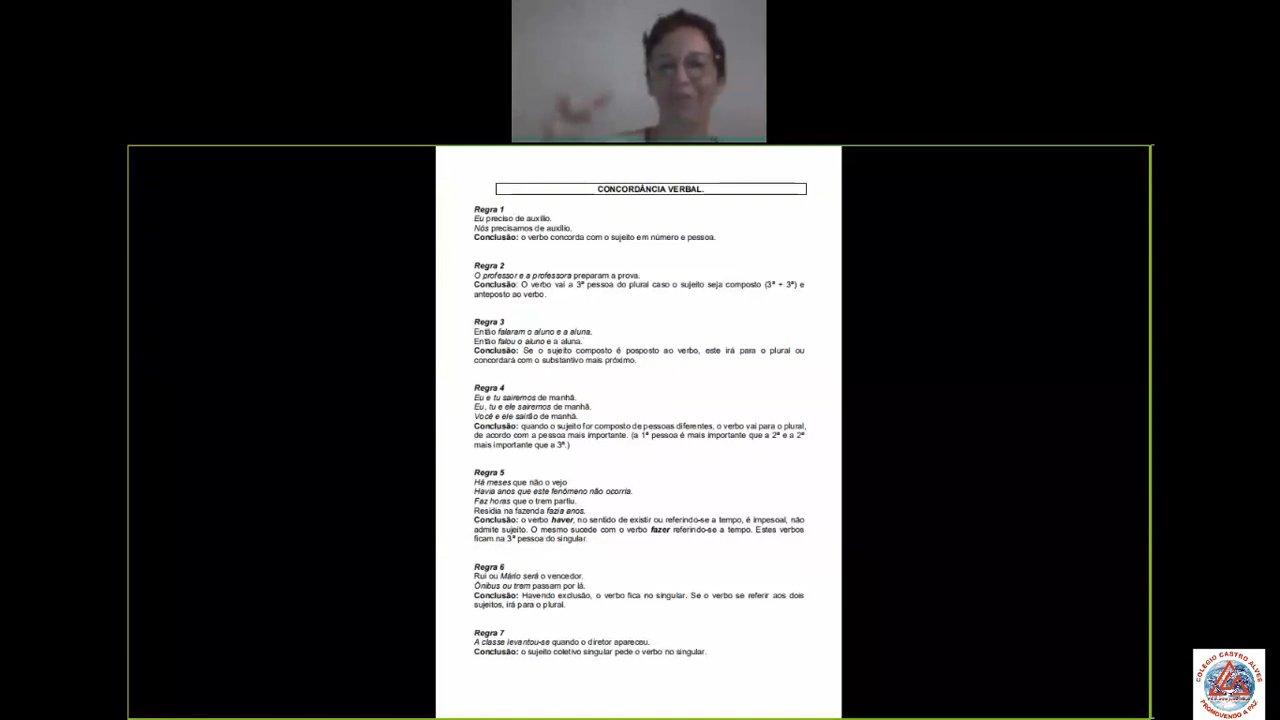 CONCORDÂNCIA VERBAL.
Regra 1
Eu preciso de auxílio.
Nós precisamos de auxílio.
Conclusão: o verbo concorda com o sujeito em número e pessoa.
Regra 2
O professor e a professora preparam a prova.
Conclusão: O verbo vai a 3ª pessoa do plural caso o sujeito seja composto (3ª + 3ª) e
anteposto ao verbo.
Regra 3
Então falaram o aluno e a aluna.
Então falou o aluno e a aluna.
Conclusão: Se o sujeito composto é posposto ao verbo, este irá para o plural ou
concordará com o substantivo mais próximo.
Regra 4
Eu e tu sairemos de manhã.
Eu, tu e ele sairemos de manhã.
Você e ele sairão de manhã.
Conclusão: quando o sujeito for composto de pessoas diferentes, o verbo vai para o plural,
de acordo com a pessoa mais importante. (a 1ª pessoa é mais importante que a 2ª e a 2ª
mais importante que a 3ª.)
Regra 5
Há meses que não o vejo
Havia anos que este fenômeno não ocorria.
Faz horas que o trem partiu.
Residia na fazenda fazia anos.
Conclusão: o verbo haver, no sentido de existir ou referindo-se a tempo, é impesoal, não
admite sujeito. O mesmo sucede com o verbo fazer referindo-se a tempo. Estes verbos
ficam na 3ª pessoa do singular.
Regra 6
Rui ou Mário será o vencedor.
Ônibus ou trem passam por lá.
Conclusão: Havendo exclusão, o verbo fica no singular. Se o verbo se referir aos dois
sujeitos, irá para o plural.
Regra 7
A classe levantou-se quando o diretor apareceu.
Conclusão: o sujeito coletivo singular pede o verbo no singular.
COLÉGIO CASTRO ALVES
PROMOVENDO A PAZ